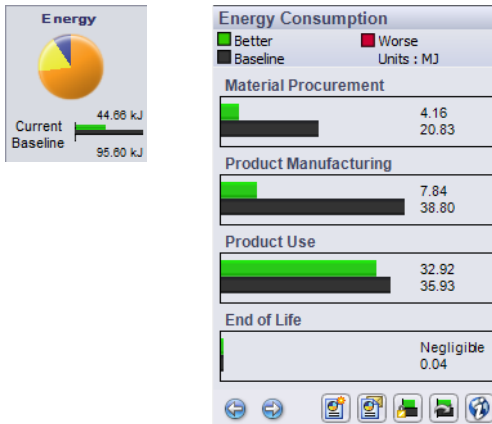 Energy
44.66 kJ
Current
Baseline
95.60 kJ
Energy Consumption
Better
Worse
Baseline
Units : MJ
Material Procurement
4.16
20.83
Product Manufacturing
7.84
38.80
Product Use
32.92
35.93
End of Life
Negligible
0.04